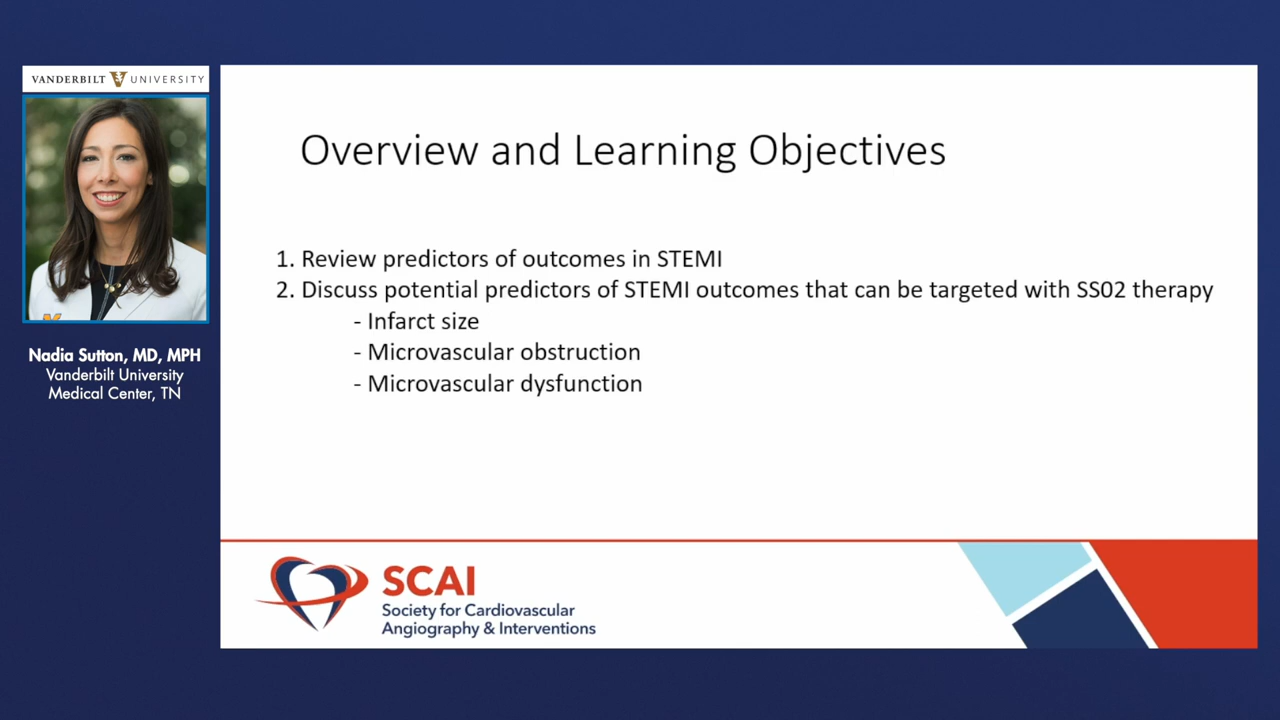 VANDERBILT V UNIVERSITY
Nadia Sutton, MD, MPH
Vanderbilt University
Medical Center, TN
Overview and Learning Objectives
1. Review predictors of outcomes in STEMI
2. Discuss potential predictors of STEMI outcomes that can be targeted with SS02 therapy
- Infarct size
- Microvascular obstruction
- Microvascular dysfunction
SCAI
Society for Cardiovascular
Angiography & Interventions